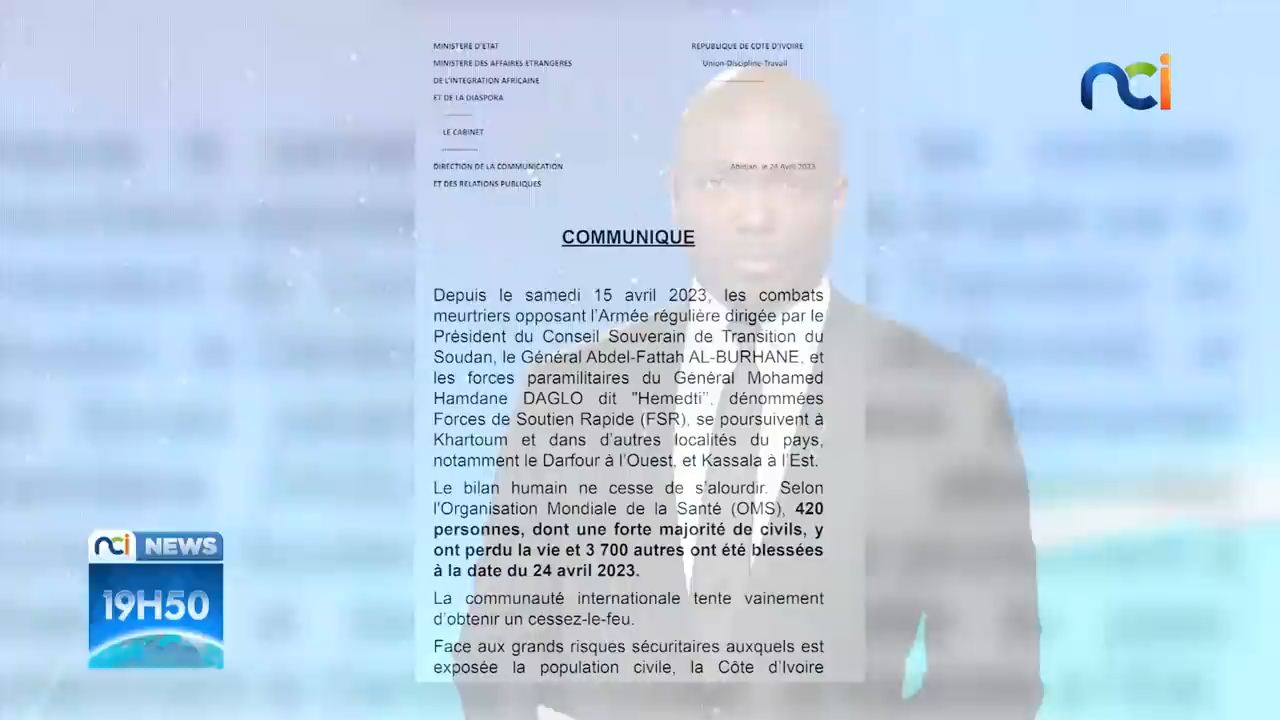 MINISTERE D'ETAT
MINISTERE DES AFFAIRES ETRANGERES
DE L'INTEGRATION AFRICAINE
ET DE LA DIASPORA
LE CABINET
DIRECTION DE LA COMMUNICATION
ET DES RELATIONS PUBLIQUES
REPUBLIQUE DE COTE D'IVOIRE
Union-Discipline-Travail
Abidjan, le 24 Avril 2023
nci
COMMUNIQUE
Depuis le samedi 15 avril 2023, les combats
meurtriers opposant l'Armée régulière dirigée par le
Président du Conseil Souverain de Transition du
Soudan, le Général Abdel-Fattah AL-BURHANE, et
les forces paramilitaires du Général Mohamed
Hamdane DAGLO dit "Hemedti", dénommées
Forces de Soutien Rapide (FSR), se poursuivent à
Khartoum et dans d'autres localités du pays,
notamment le Darfour à l'Ouest, et Kassala à l'Est.
Le bilan humain ne cesse de s'alourdir. Selon
l'Organisation Mondiale de la Santé (OMS), 420
personnes, dont une forte majorité de civils, y
ont perdu la vie et 3 700 autres ont été blessées
à la date du 24 avril 2023.
La communauté internationale tente vainement
d'obtenir un cessez-le-feu.
Face aux grands risques sécuritaires auxquels est
exposée la population civile, la Côte d'Ivoire
nci NEWS
19H50